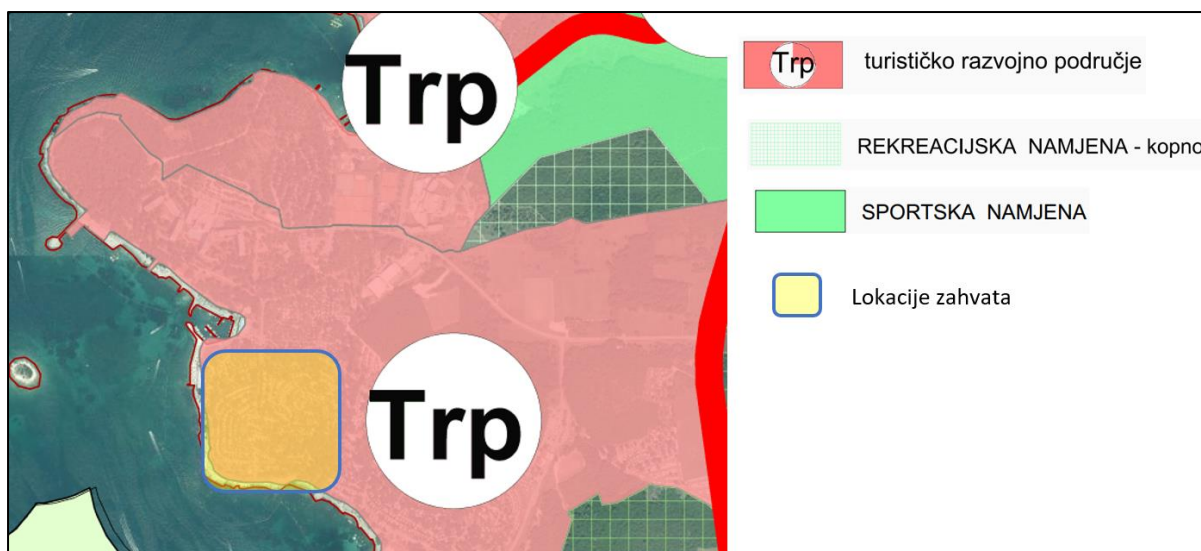 Trp
Trp
Trp turističko razvojno područje
REKREACIJSKA NAMJENA - kopno
SPORTSKA NAMJENA
Lokacije zahvata